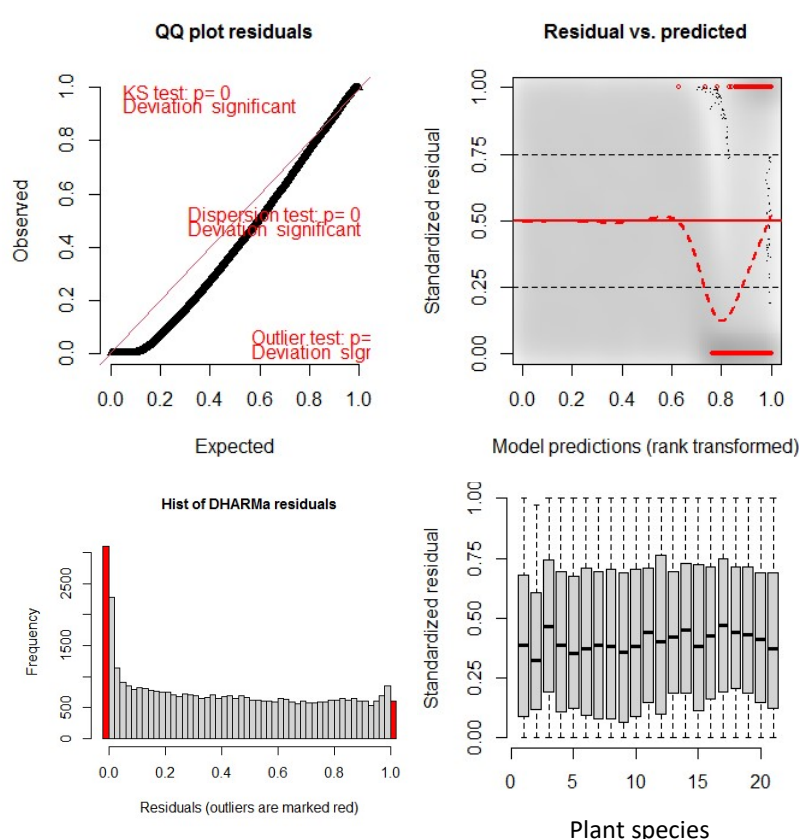 QQ plot residuals
KS test: p= 0
Deviation significant
Dispersion test: p= 0
Deviation significant
Outlier test: p=
Deviation sigr
Observed
0.0 0.2 0.4 0.6 0.8 1.0
0.0 0.2 0.4 0.6 0.8 1.0
Expected
Residual vs. predicted
Standardized residual
0.00 0.25 0.50 0.75 1.00
0.0 0.2 0.4 0.6 0.8 1.0
Model predictions (rank transformed)
Hist of DHARMa residuals
Frequency
0 500 1500 2500
0.0 0.2 0.4 0.6 0.8 1.0
Residuals (outliers are marked red)
Standardized residual
0.00 0.25 0.50 0.75 1.00
0 5 10 15 20
Plant species